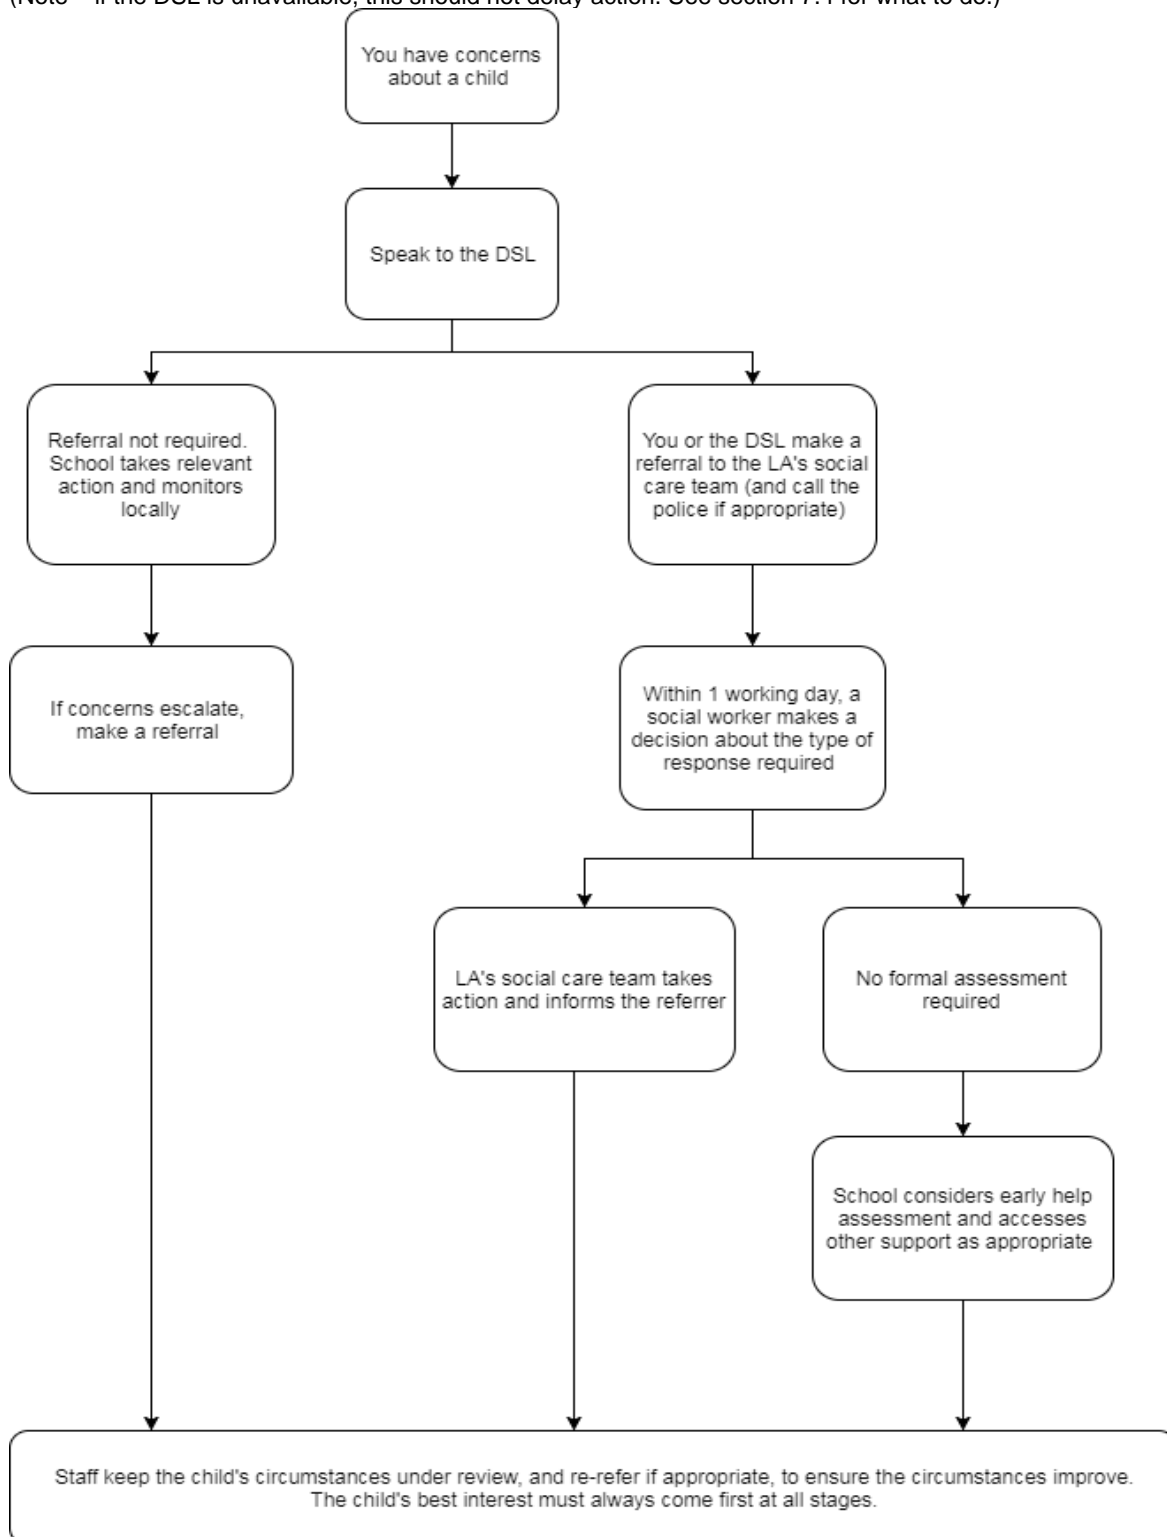 (Note – if the DSL is unavailable, this should not delay action. See section 7.4 for what to do.)
You have concerns
about a child
Speak to the DSL
Referral not required.
School takes relevant
action and monitors
locally
You or the DSL make a
referral to the LA's social
care team (and call the
police if appropriate)
If concerns escalate,
make a referral
Within 1 working day, a
social worker makes a
decision about the type of
response required
LA's social care team takes
action and informs the referrer
No formal assessment
required
School considers early help
assessment and accesses
other support as appropriate
Staff keep the child's circumstances under review, and re-refer if appropriate, to ensure the circumstances improve.
The child's best interest must always come first at all stages.